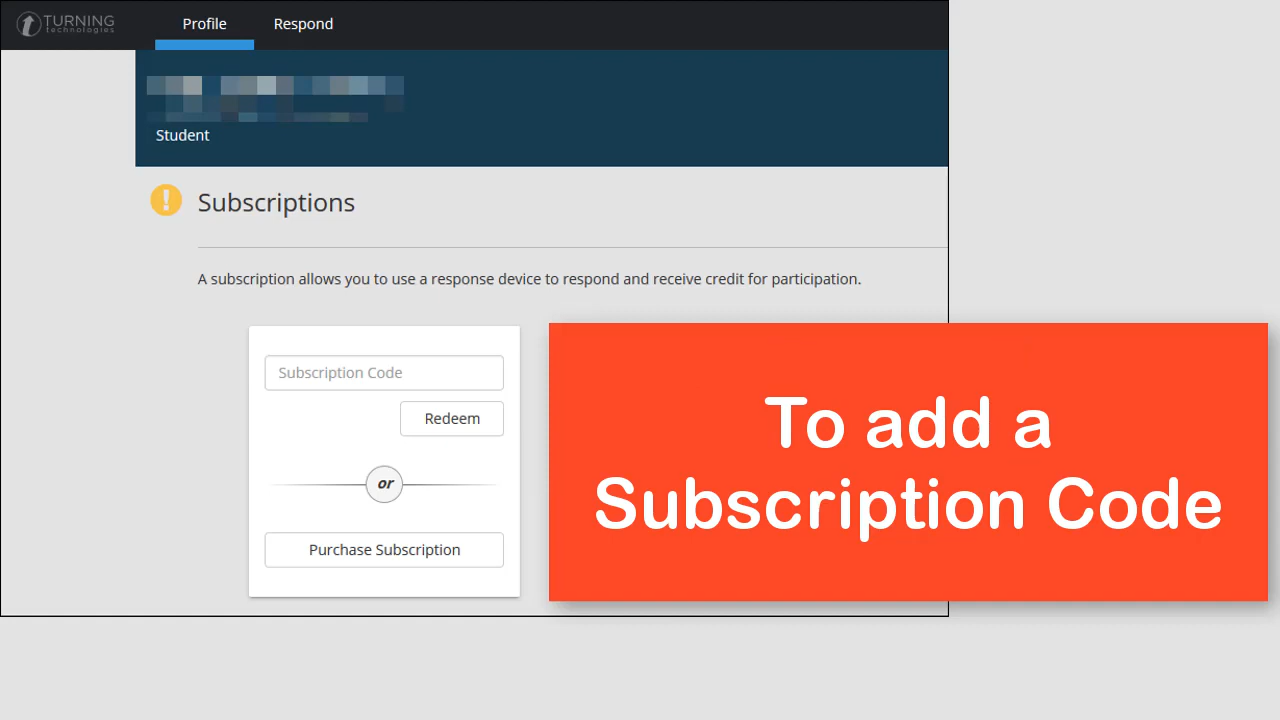 TURNING
technologies
Profile
Respond
Student
!
Subscriptions
A subscription allows you to use a response device to respond and receive credit for participation.
Subscription Code
Redeem
or
Purchase Subscription
To add a
Subscription Code